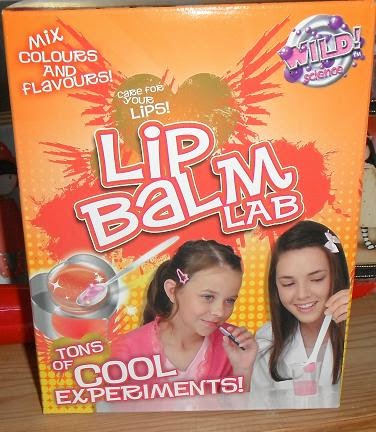 Mix
COLOURS
AND
FLAVOURS!
CARE FOR
YOUR
LIPS!
WILD!
science
LIP
BALM
LAB
TONS
OF
COOL
EXPERIMENTS!